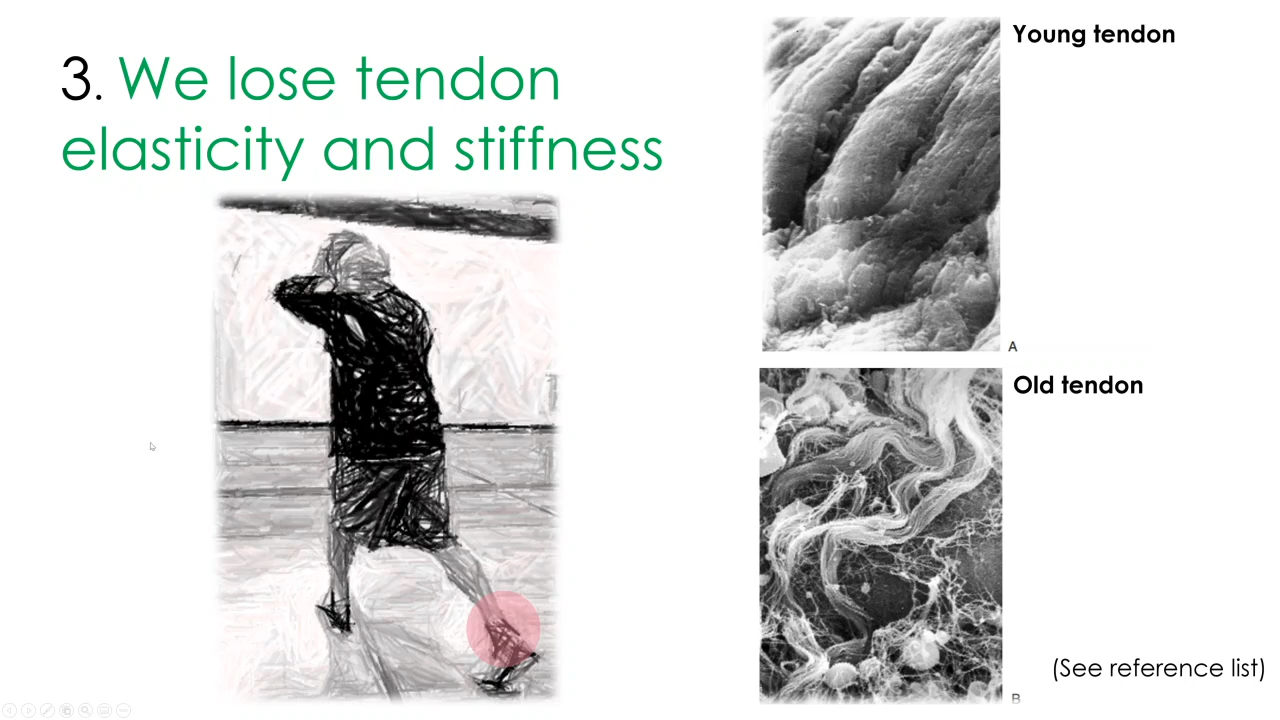 3. We lose tendon
elasticity and stiffness
Young tendon
A
Old tendon
(See reference list)
B